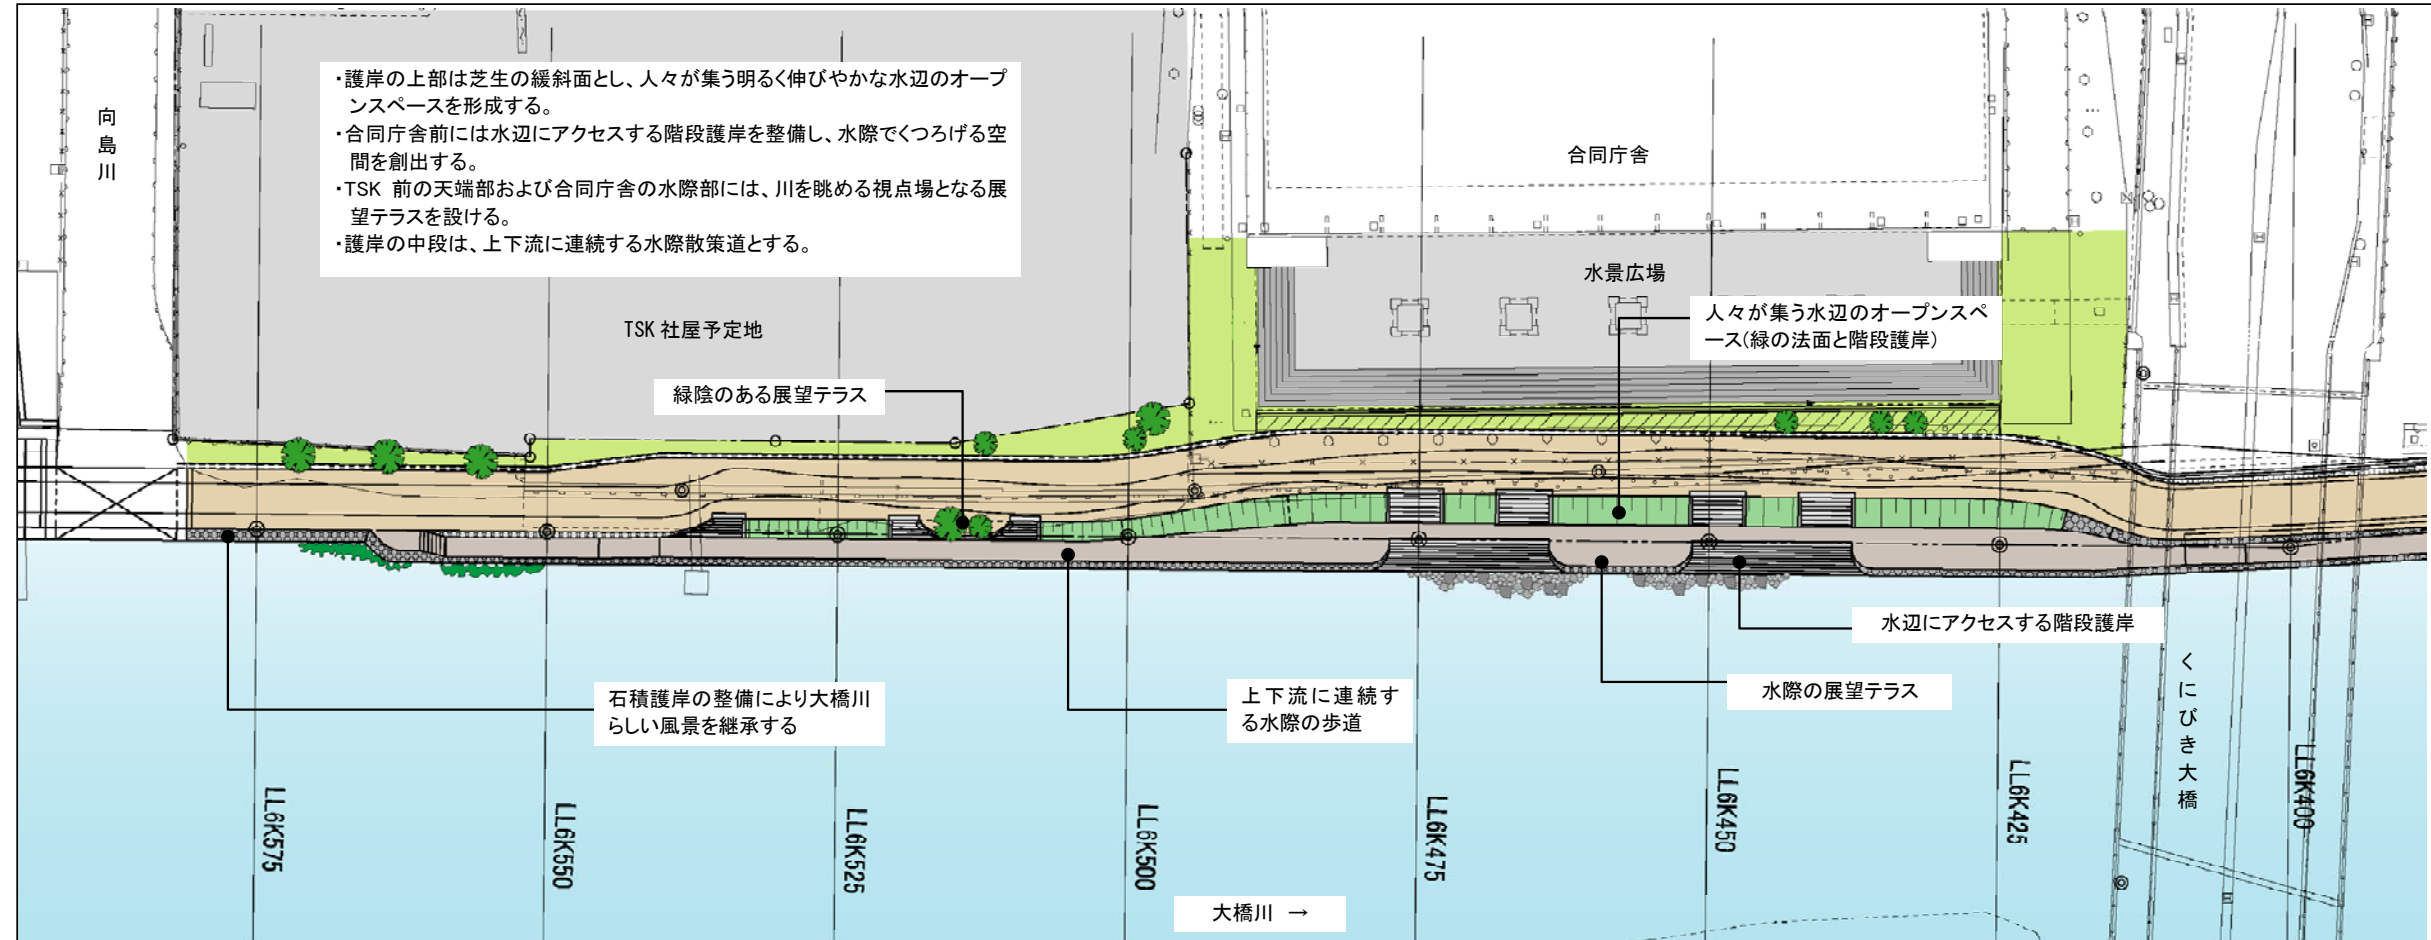 ・護岸の上部は芝生の緩斜面とし、人々が集う明るく伸びやかな水辺のオープ
ンスペースを形成する。
・合同庁舎前には水辺にアクセスする階段護岸を整備し、水際でくつろげる空
間を創出する。
・TSK 前の天端部および合同庁舎の水際部には、川を眺める視点場となる展
望テラスを設ける。
・護岸の中段は、上下流に連続する水際散策道とする。
向島川
合同庁舎
水景広場
TSK 社屋予定地
人々が集う水辺のオープンスペ
ース(緑の法面と階段護岸)
緑陰のある展望テラス
水辺にアクセスする階段護岸
水際の展望テラス
石積護岸の整備により大橋川
らしい風景を継承する
上下流に連続す
る水際の歩道
くにびき大橋
LL6K575
LL6K550
LL6K525
LL6K500
LL6K475
LL6K450
LL6K425
LL6K400
大橋川 →